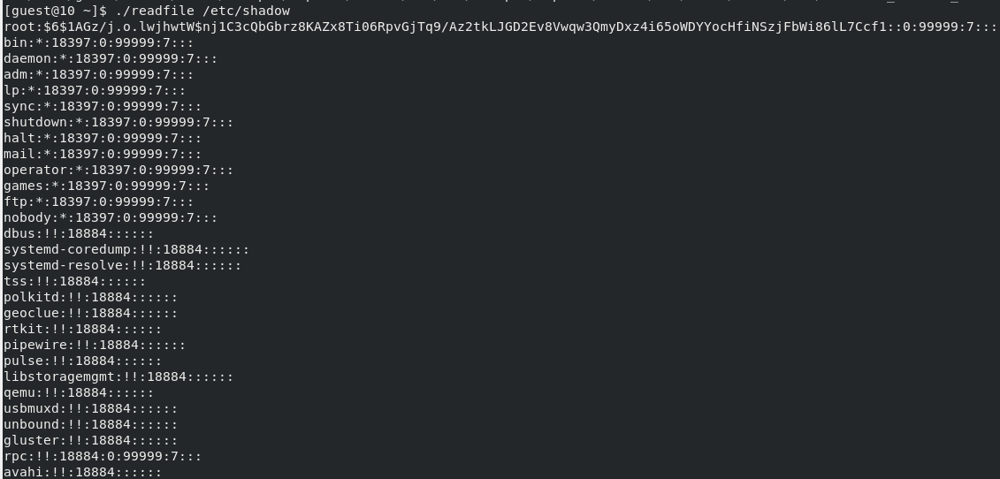 [guest@10 ~]$ ./readfile /etc/shadow
root:$6$1AGz/j.o.lwjhwtW$nj1C3cQbGbrz8KAZx8Ti06RpvGjTq9/Az2tkLJGD2Ev8Vwqw3QmyDxz4i65oWDYYocHfiNSzjFbWi86lL7Ccf1::0:99999:7:::
bin:*:18397:0:99999:7:::
daemon:*:18397:0:99999:7:::
adm:*:18397:0:99999:7:::
lp:*:18397:0:99999:7:::
sync:*:18397:0:99999:7:::
shutdown:*:18397:0:99999:7:::
halt:*:18397:0:99999:7:::
mail:*:18397:0:99999:7:::
operator:*:18397:0:99999:7:::
games:*:18397:0:99999:7:::
ftp:*:18397:0:99999:7:::
nobody:*:18397:0:99999:7:::
dbus:!!:18884::::::
systemd-coredump:!!:18884::::::
systemd-resolve:!!:18884::::::
tss:!!:18884::::::
polkitd:!!:18884::::::
geoclue:!!:18884::::::
rtkit:!!:18884::::::
pipewire:!!:18884::::::
pulse:!!:18884::::::
libstoragemgmt:!!:18884::::::
qemu:!!:18884::::::
usbmuxd:!!:18884::::::
unbound:!!:18884::::::
gluster:!!:18884::::::
rpc:!!:18884:0:99999:7:::
avahi:!!:18884::::::